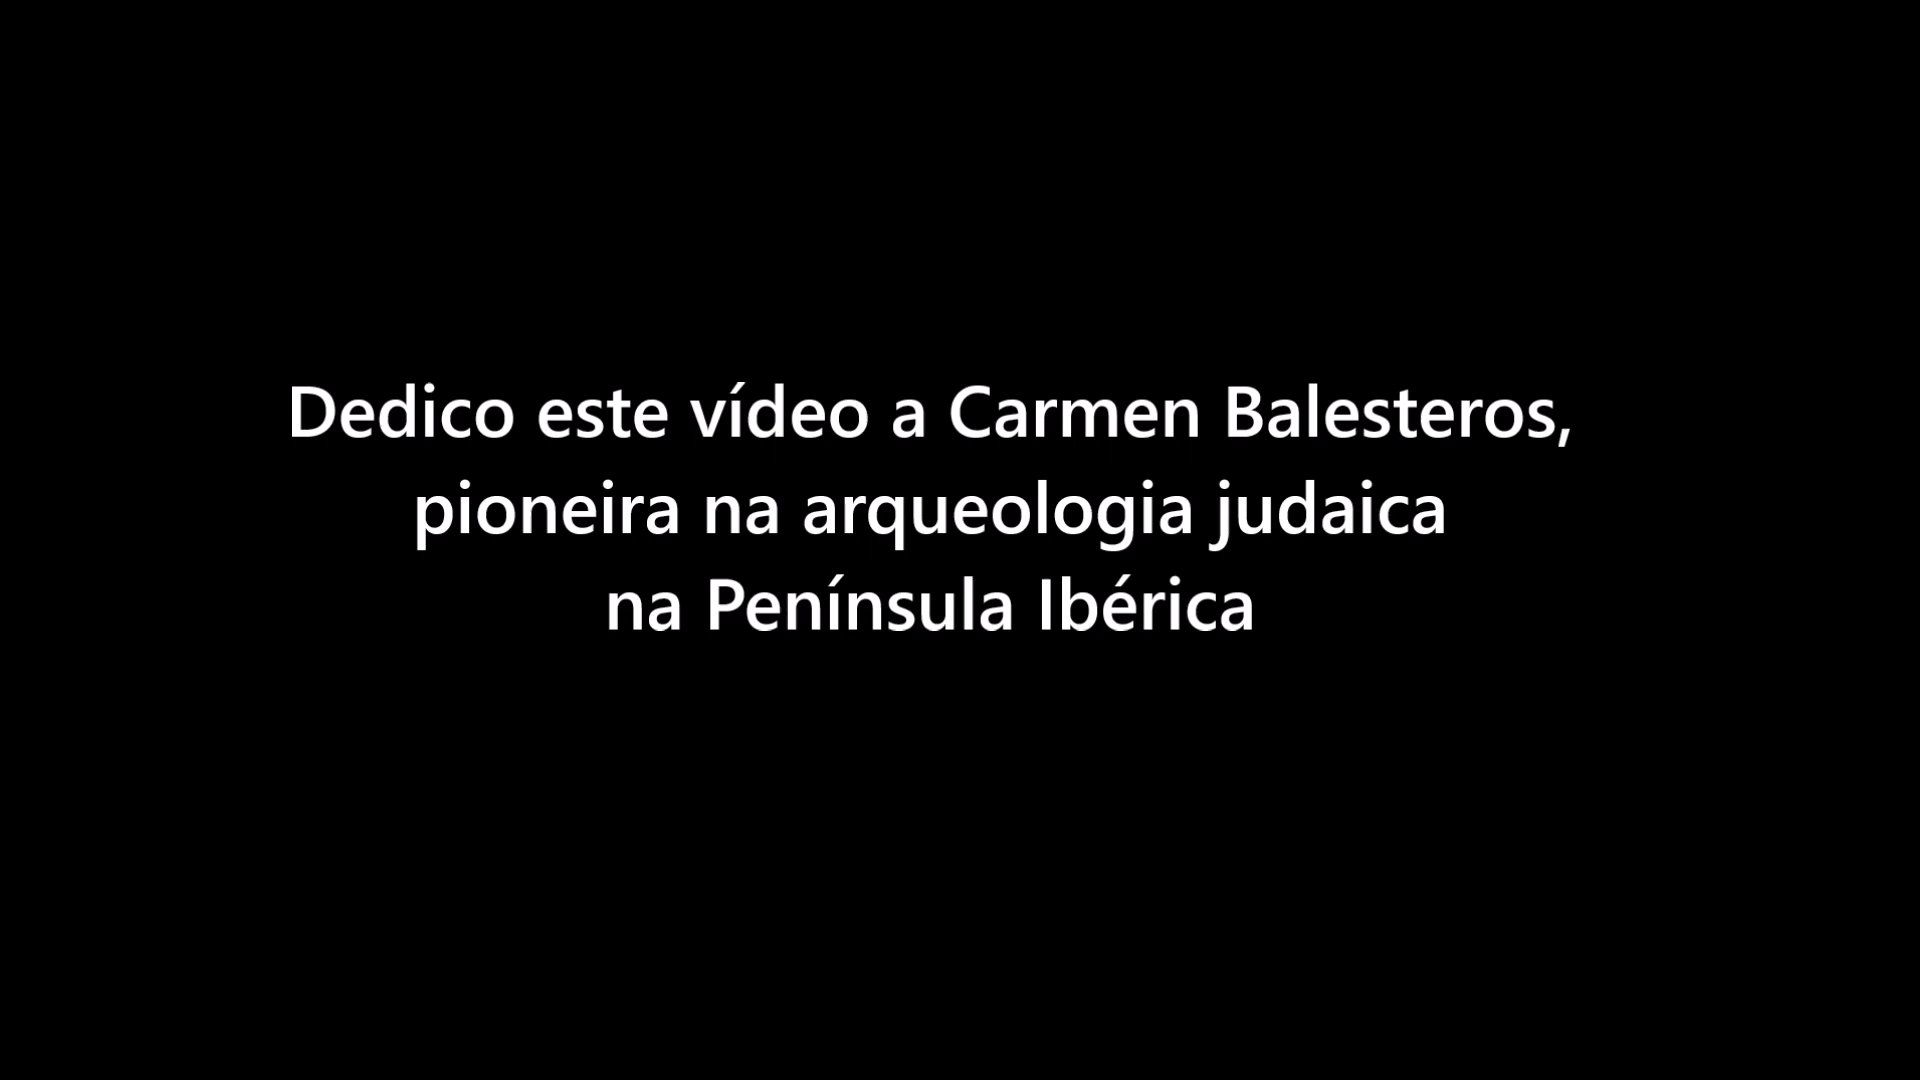 Dedico este vídeo a Carmen Balesteros,
pioneira na arqueologia judaica
na Península Ibérica